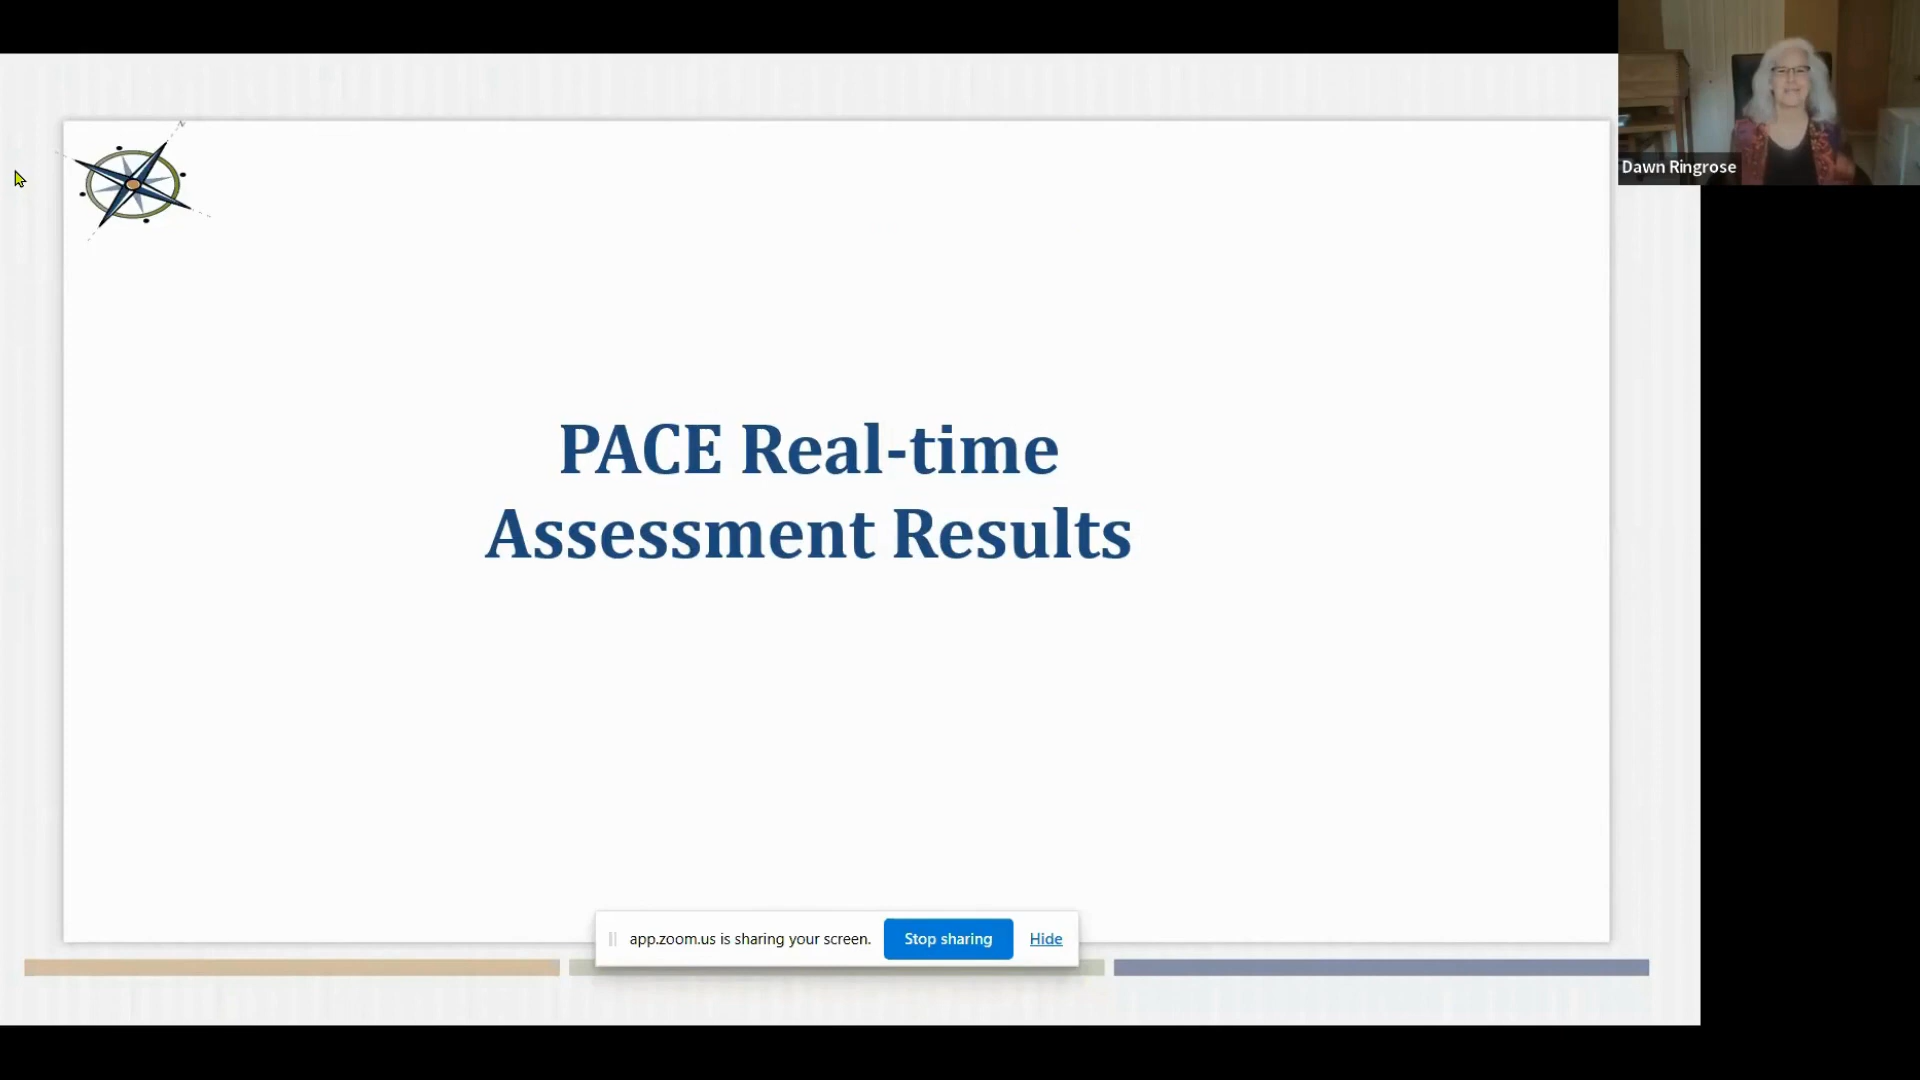 Dawn Ringrose
PACE Real-time
Assessment Results
app.zoom.us is sharing your screen.
Stop sharing
Hide